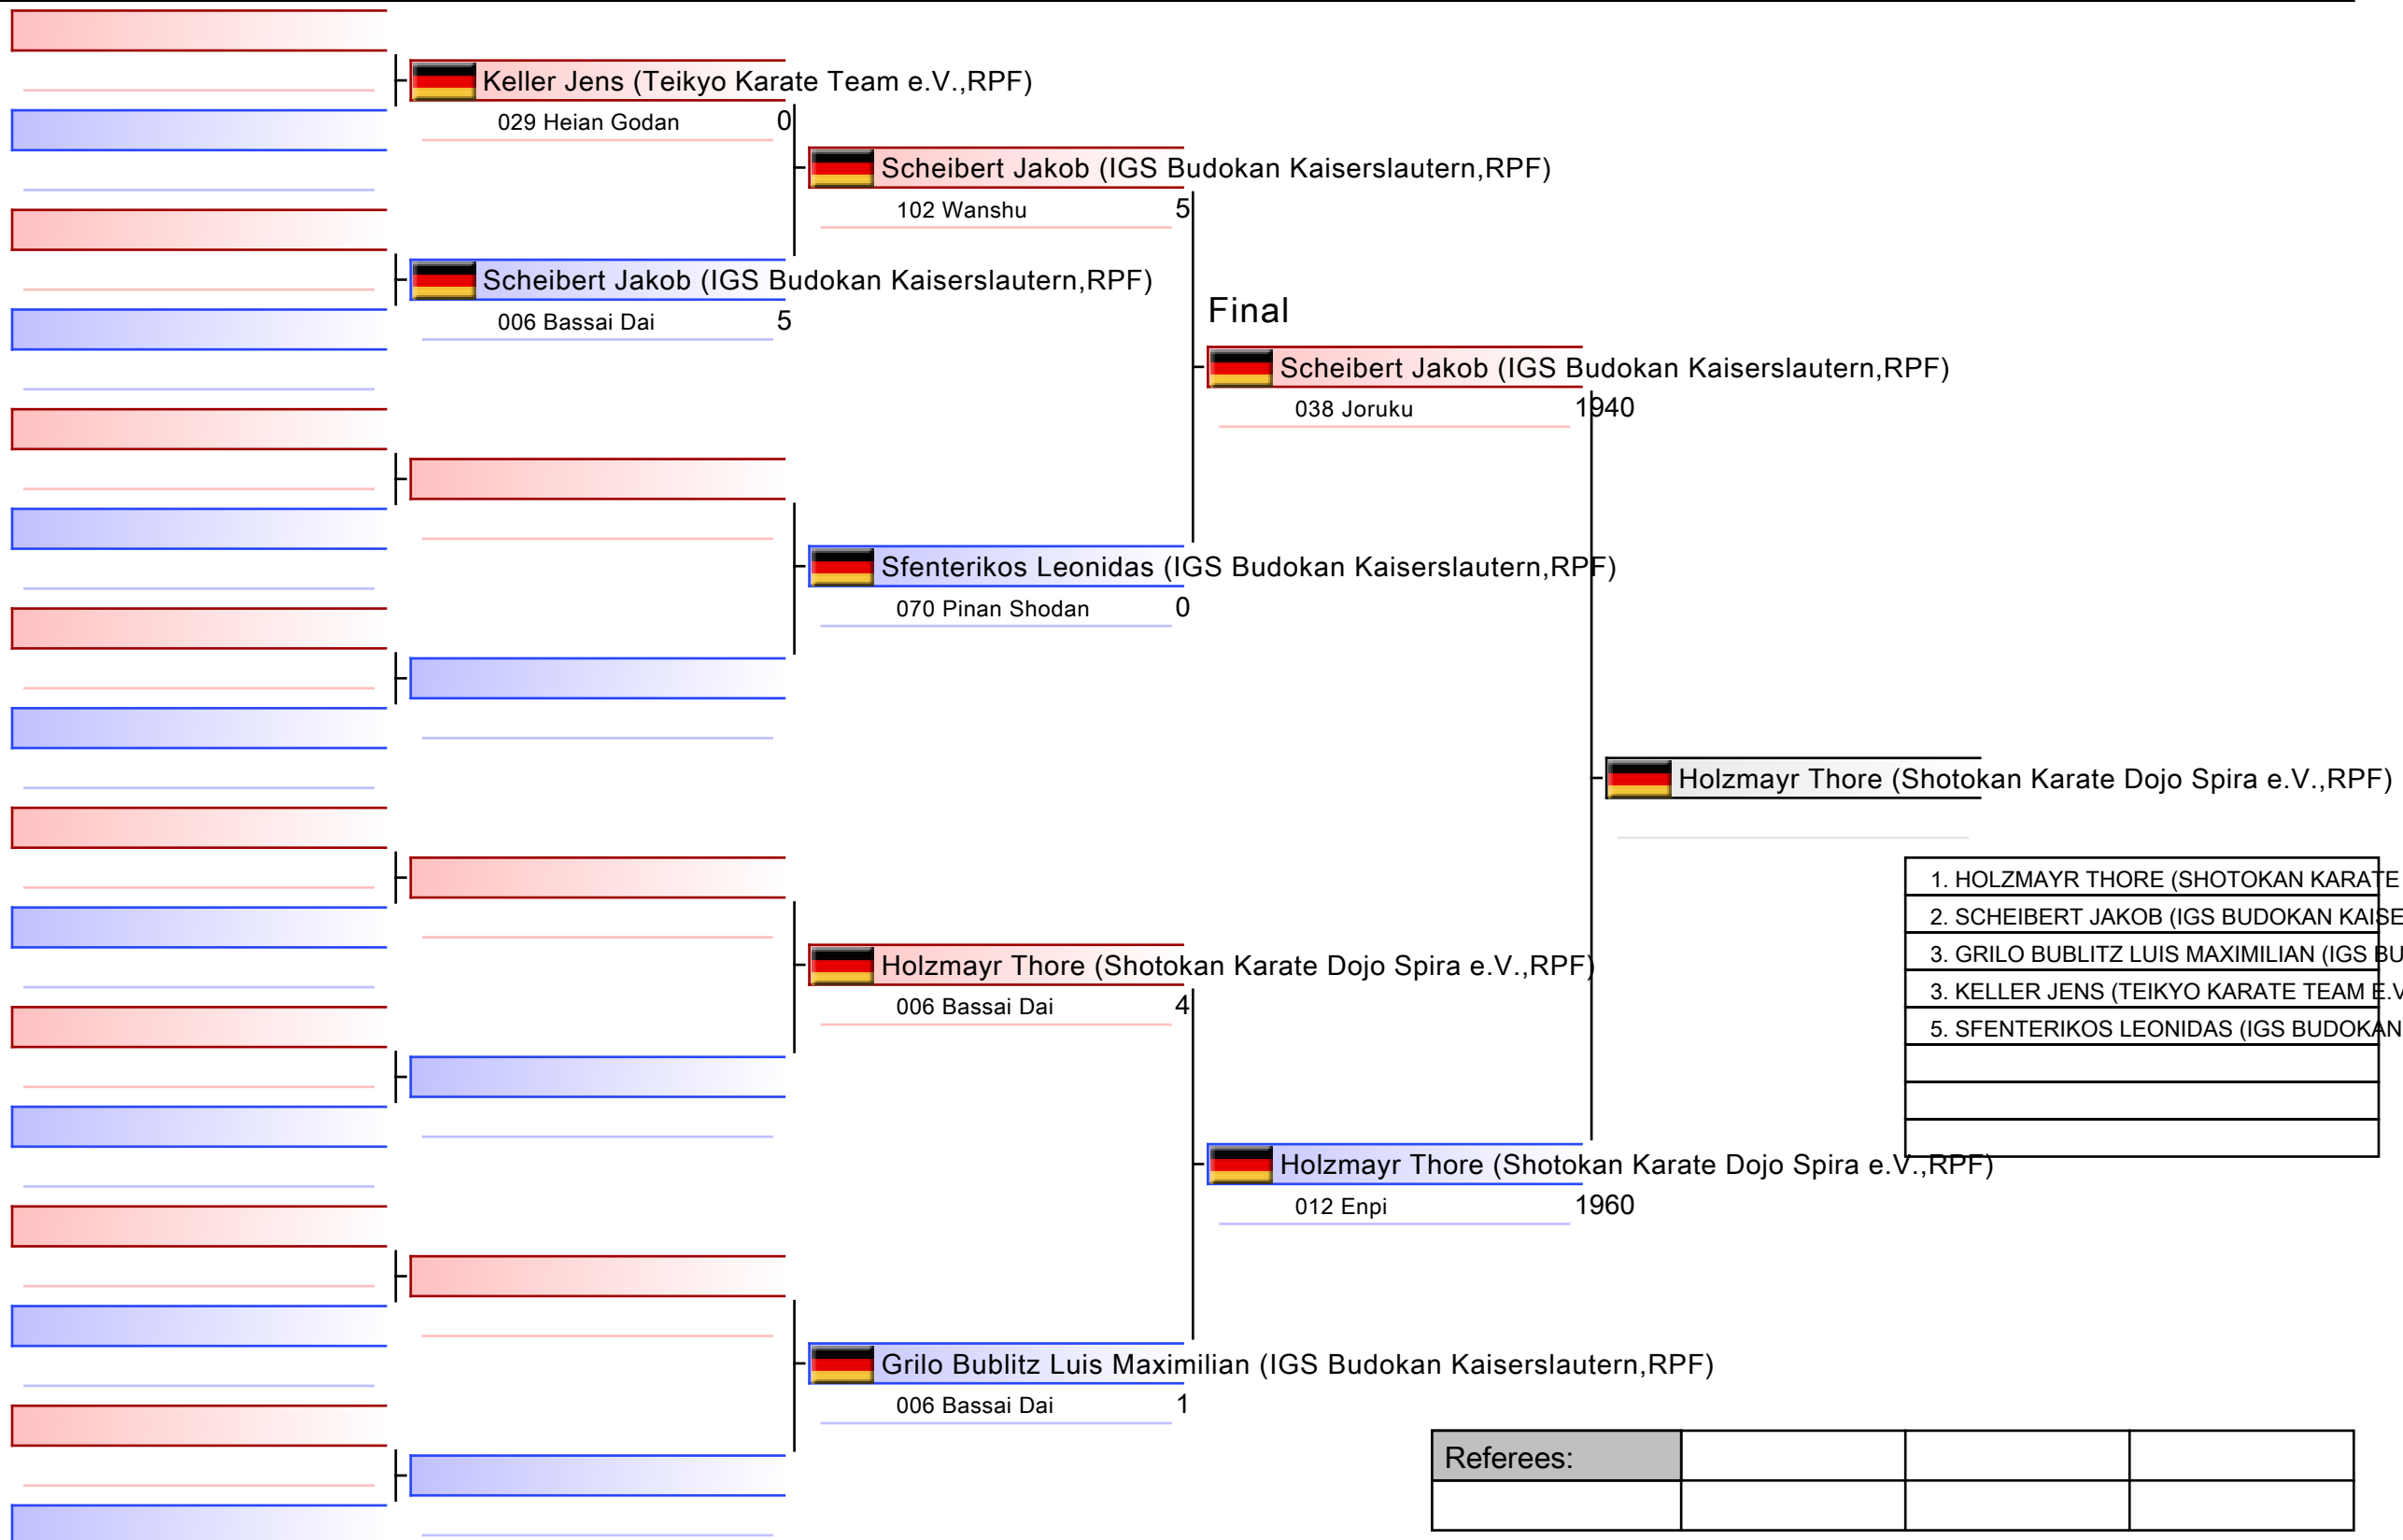 Keller Jens (Teikyo Karate Team e.V.,RPF)
029 Heian Godan 0
Scheibert Jakob (IGS Budokan Kaiserslautern,RPF)
102 Wanshu 5
Scheibert Jakob (IGS Budokan Kaiserslautern,RPF)
006 Bassai Dai 5
Final
Scheibert Jakob (IGS Budokan Kaiserslautern,RPF)
038 Joruku 1940
Sfenterikos Leonidas (IGS Budokan Kaiserslautern,RPF)
070 Pinan Shodan 0
Holzmayr Thore (Shotokan Karate Dojo Spira e.V.,RPF)
1. HOLZMAYR THORE (SHOTOKAN KARATE
2. SCHEIBERT JAKOB (IGS BUDOKAN KAISE
3. GRILO BUBLITZ LUIS MAXIMILIAN (IGS BU
3. KELLER JENS (TEIKYO KARATE TEAM E.V
5. SFENTERIKOS LEONIDAS (IGS BUDOKAN
Holzmayr Thore (Shotokan Karate Dojo Spira e.V.,RPF)
006 Bassai Dai 4
Holzmayr Thore (Shotokan Karate Dojo Spira e.V.,RPF)
012 Enpi 1960
Grilo Bublitz Luis Maximilian (IGS Budokan Kaiserslautern,RPF)
006 Bassai Dai 1
Referees: